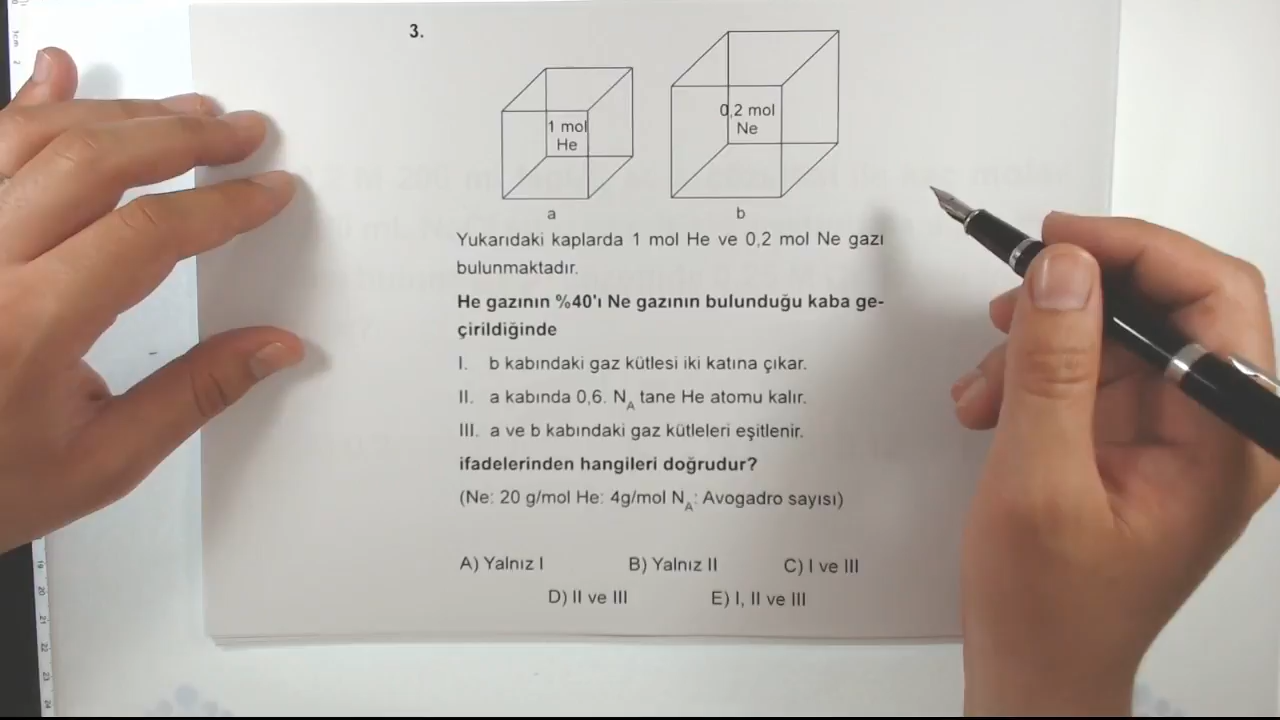 3.
1 mol
He
0,2 mol
Ne
a
b
Yukarıdaki kaplarda 1 mol He ve 0,2 mol Ne gazı
bulunmaktadır.
He gazının %40'ı Ne gazının bulunduğu kaba ge-
çirildiğinde
I. b kabındaki gaz kütlesi iki katına çıkar.
II. a kabında 0,6. NA tane He atomu kalır.
III. a ve b kabındaki gaz kütleleri eşitlenir.
ifadelerinden hangileri doğrudur?
(Ne: 20 g/mol He: 4g/mol NA: Avogadro sayısı)
A) Yalnız I B) Yalnız II C) I ve III
D) II ve III E) I, II ve III